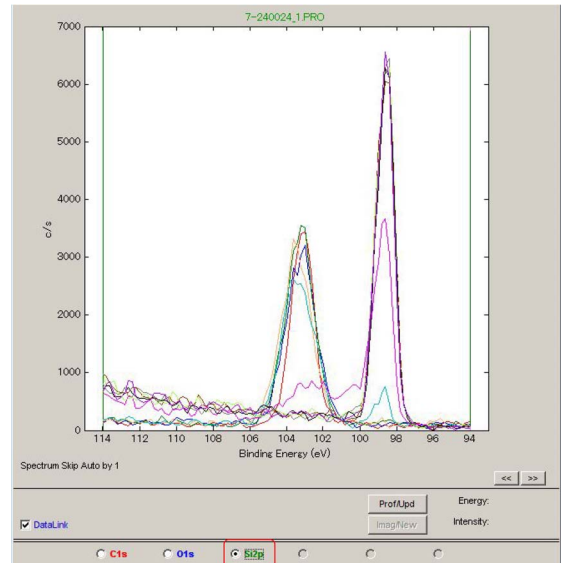 7-240024_1.PRO
7000
6000
5000
4000
3000
2000
1000
0
c/s
114 112 110 108 106 104 102 100 98 96 94
Binding Energy (eV)
Spectrum Skip Auto by 1
<< >>
Prof/Upd Energy:
DataLink Imag/New Intensity:
C1s O1s Si2p C C C